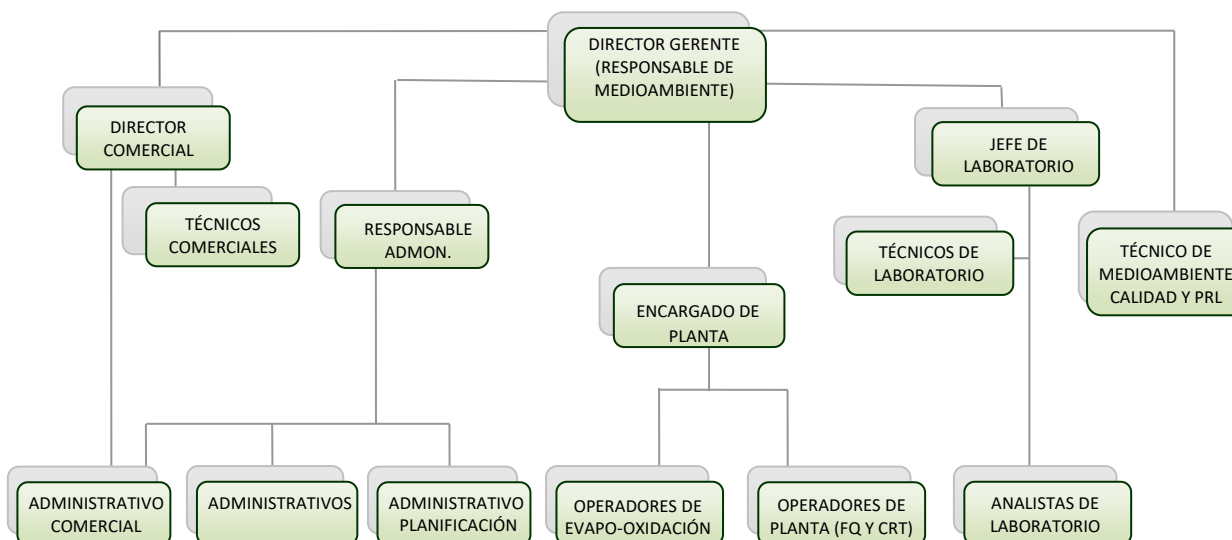 DIRECTOR GERENTE
(RESPONSABLE DE
MEDIOAMBIENTE)
DIRECTOR
COMERCIAL
JEFE DE
LABORATORIO
TÉCNICOS
COMERCIALES
RESPONSABLE
ADMON.
TÉCNICOS DE
LABORATORIO
TÉCNICO DE
MEDIOAMBIENTE
CALIDAD Y PRL
ENCARGADO DE
PLANTA
ADMINISTRATIVO
COMERCIAL
ADMINISTRATIVOS
ADMINISTRATIVO
PLANIFICACIÓN
OPERADORES DE
EVAPO-OXIDACIÓN
OPERADORES DE
PLANTA (FQ Y CRT)
ANALISTAS DE
LABORATORIO